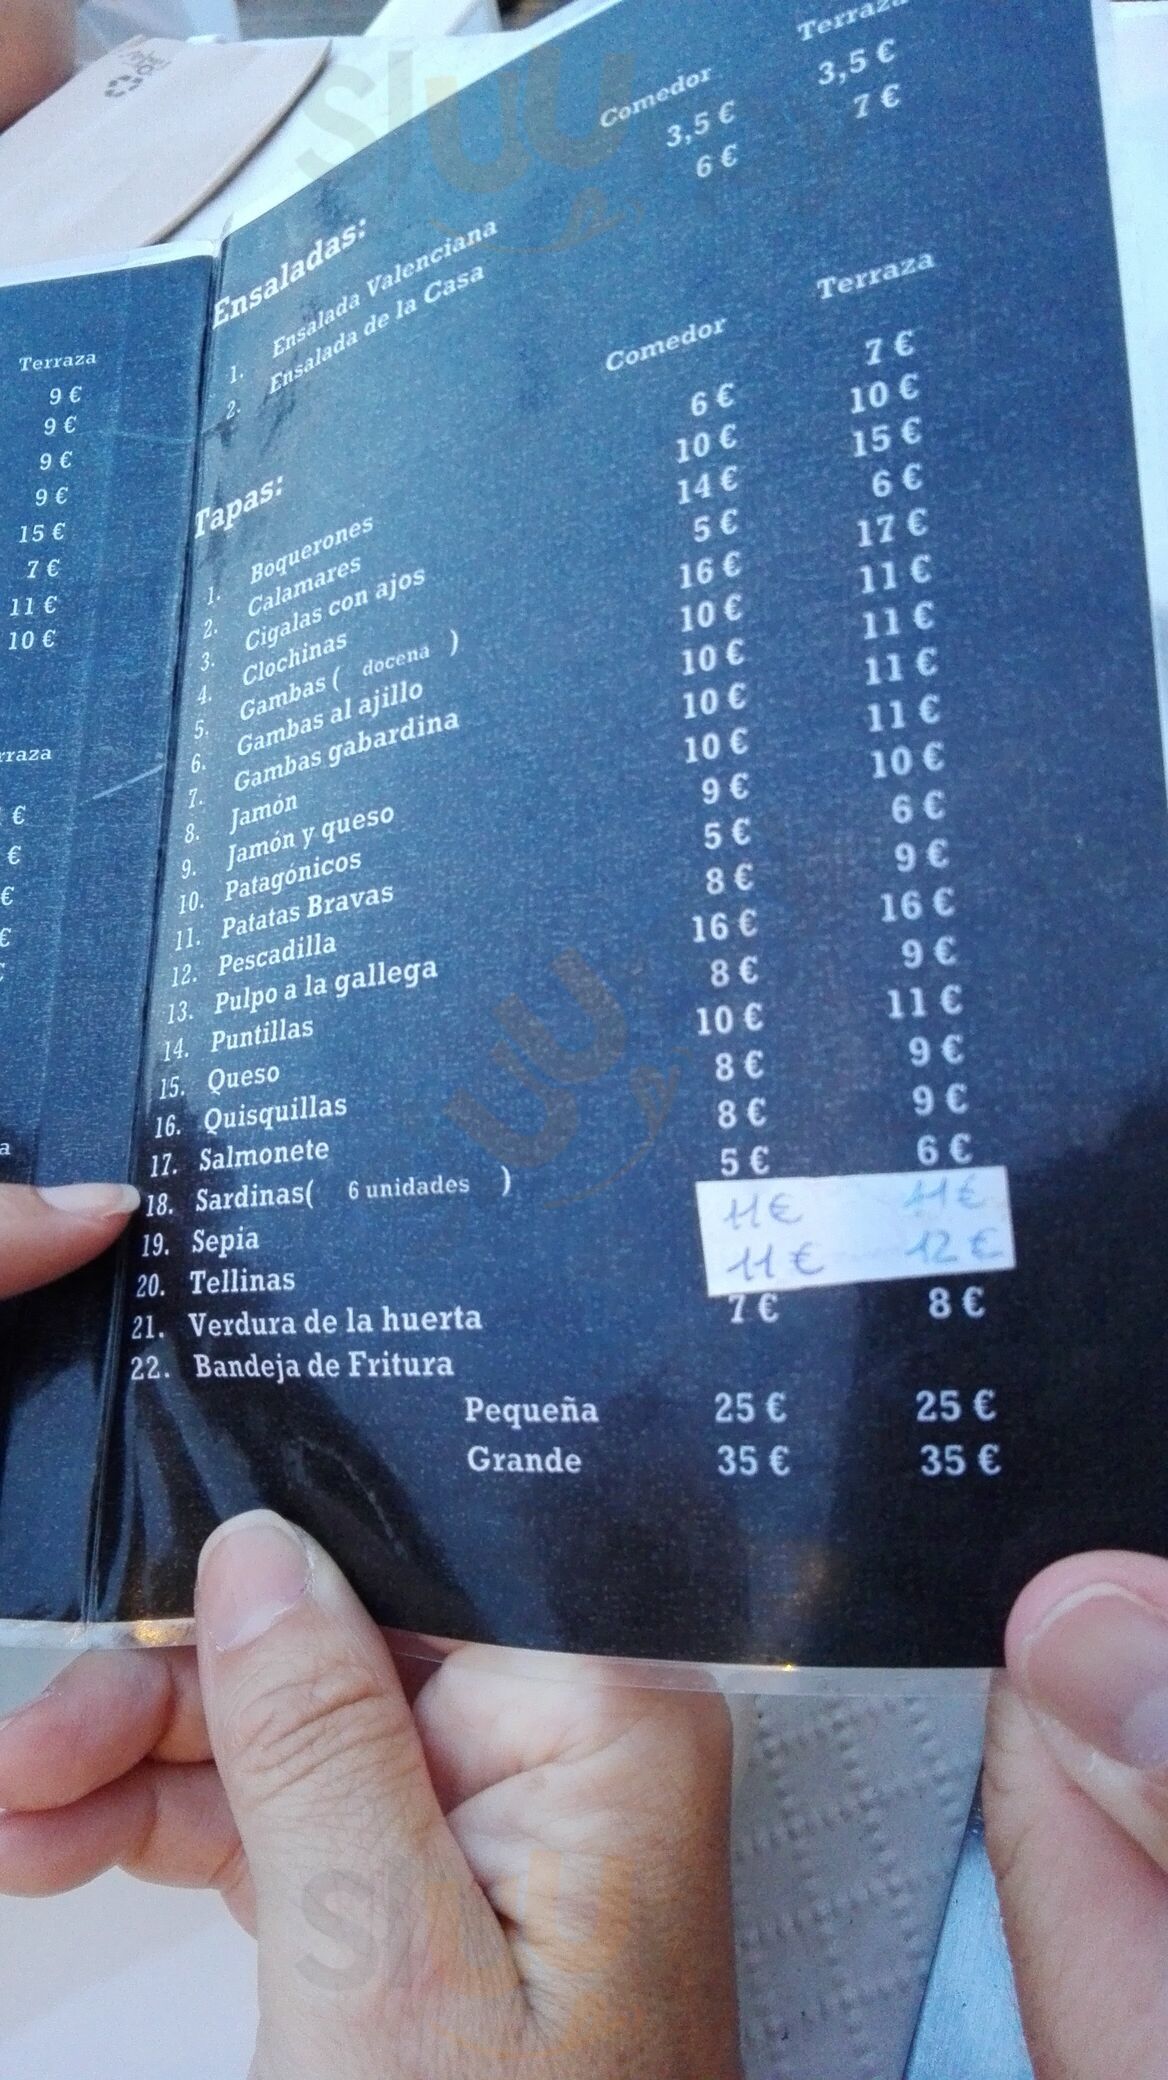 Terraza
9 €
9 €
9 €
9 €
15 €
7 €
11 €
10 €
rraza
€
€
€
€
Ensaladas: Comedor Terraza
1. Ensalada Valenciana 3,5 € 3,5 €
2. Ensalada de la Casa 6 € 7 €
Tapas: Comedor Terraza
1. Boquerones 6 € 7 €
2. Calamares 10 € 10 €
3. Cigalas con ajos 14 € 15 €
4. Clochinas 5 € 6 €
5. Gambas ( docena ) 16 € 17 €
6. Gambas al ajillo 10 € 11 €
7. Gambas gabardina 10 € 11 €
8. Jamón 10 € 11 €
9. Jamón y queso 10 € 11 €
10. Patagónicos 9 € 10 €
11. Patatas Bravas 5 € 6 €
12. Pescadilla 8 € 9 €
13. Pulpo a la gallega 16 € 16 €
14. Puntillas 8 € 9 €
15. Queso 10 € 11 €
16. Quisquillas 8 € 9 €
17. Salmonete 8 € 9 €
18. Sardinas( 6 unidades ) 5 € 6 €
19. Sepia 11 € 11 €
20. Tellinas 11 € 12 €
21. Verdura de la huerta 7 € 8 €
22. Bandeja de Fritura
Pequeña 25 € 25 €
Grande 35 € 35 €